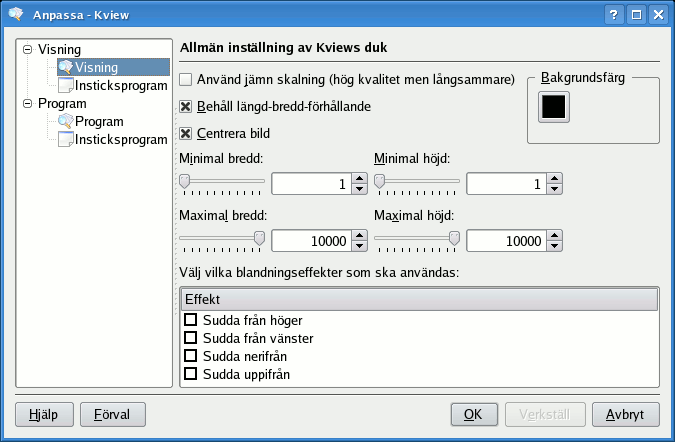 Anpassa - Kview
Visning
Visning
Insticksprogram
Program
Program
Insticksprogram
Allmän inställning av Kviews duk
Använd jämn skalning (hög kvalitet men långsammare)
Behåll längd-bredd-förhållande
Centrera bild
Bakgrundsfärg
Minimal bredd: Minimal höjd:
1 1
Maximal bredd: Maximal höjd:
10000 10000
Välj vilka blandningseffekter som ska användas:
Effekt
Sudda från höger
Sudda från vänster
Sudda nerifrån
Sudda uppifrån
Hjälp Förval OK Verkställ Avbryt